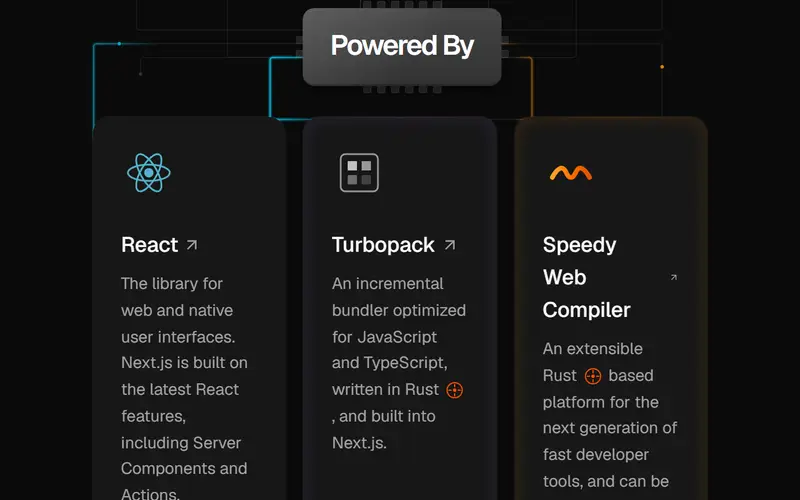 Powered By
React
The library for
web and native
user interfaces.
Next.js is built on
the latest React
features,
including Server
Components and
Actions.
Turbopack
An incremental
bundler optimized
for JavaScript
and TypeScript,
written in Rust
, and built into
Next.js.
Speedy
Web
Compiler
An extensible
Rust based
platform for the
next generation of
fast developer
tools, and can be